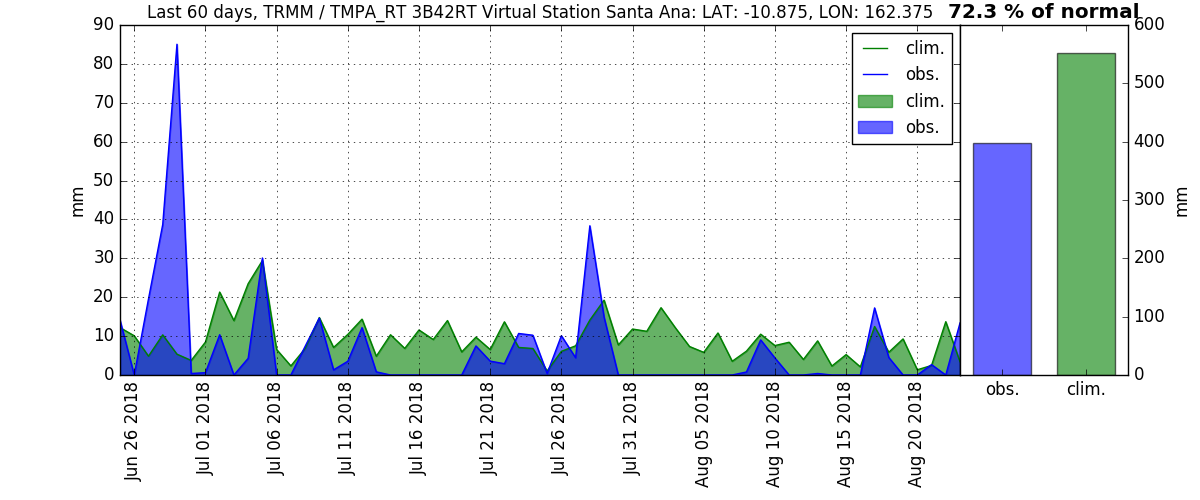 Last 60 days, TRMM / TMPA_RT 3B42RT Virtual Station Santa Ana: LAT: -10.875, LON: 162.375 72.3 % of normal
90
80
70
60
50
40
30
20
10
0
mm
clim.
obs.
clim.
obs.
600
500
400
300
200
100
0
mm
Jun 26 2018
Jul 01 2018
Jul 06 2018
Jul 11 2018
Jul 16 2018
Jul 21 2018
Jul 26 2018
Jul 31 2018
Aug 05 2018
Aug 10 2018
Aug 15 2018
Aug 20 2018
obs.
clim.